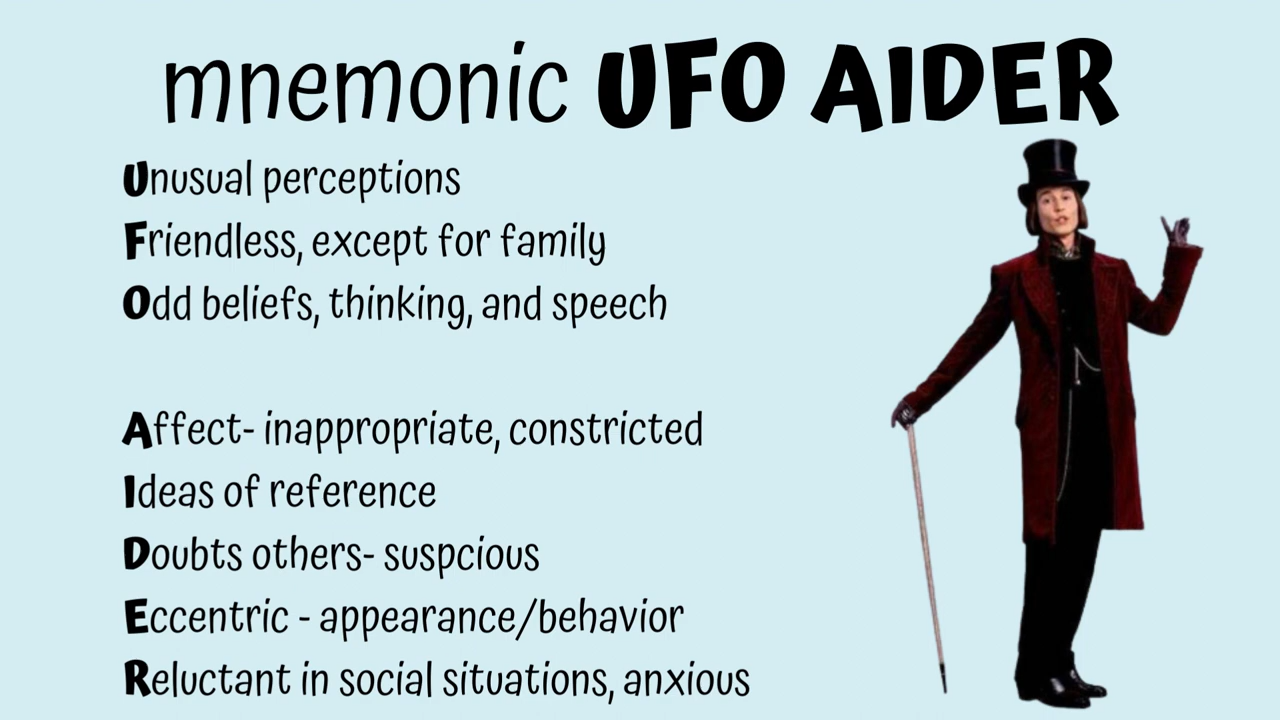 mnemonic UFO AIDER
Unusual perceptions
Friendless, except for family
Odd beliefs, thinking, and speech
Affect- inappropriate, constricted
Ideas of reference
Doubts others- suspcious
Eccentric - appearance/behavior
Reluctant in social situations, anxious